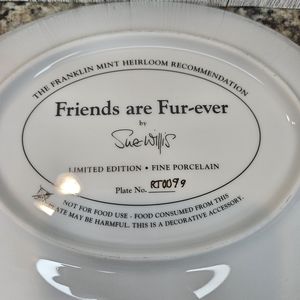 THE FRANKLIN MINT HEIRLOOM RECOMMENDATION
Friends are Fur-ever
by
Sue Willis
LIMITED EDITION • FINE PORCELAIN
Plate No. RJ0099
NOT FOR FOOD USE - FOOD CONSUMED FROM THIS
PLATE MAY BE HARMFUL. THIS IS A DECORATIVE ACCESSORY.